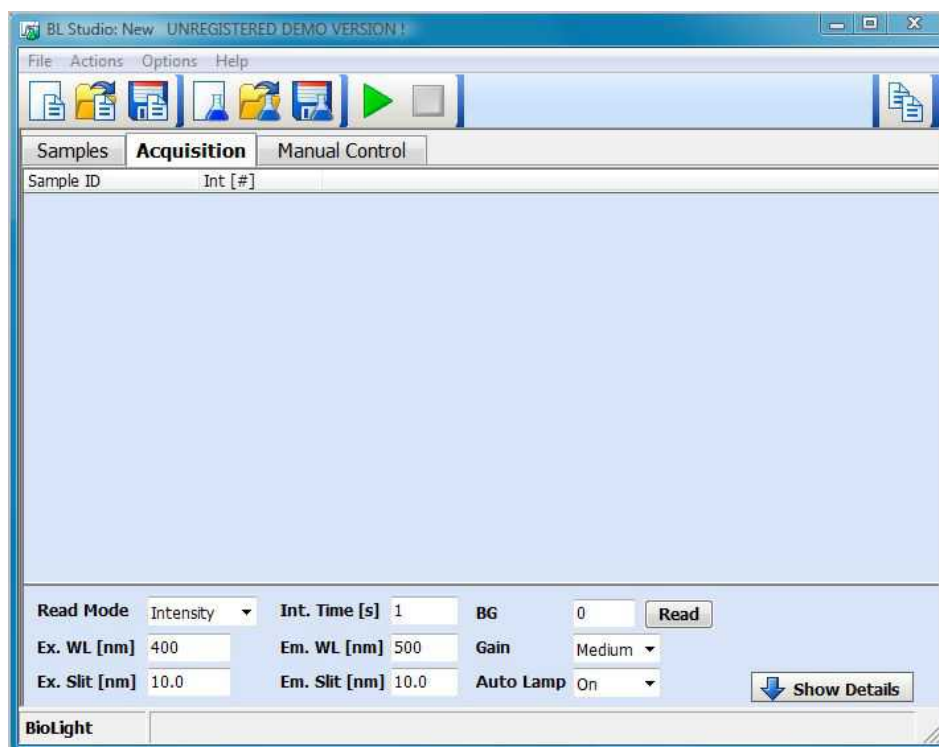 BL Studio: New UNREGISTERED DEMO VERSION !
File Actions Options Help
Samples Acquisition Manual Control
Sample ID Int [#]
Read Mode Intensity Int. Time [s] 1 BG 0 Read
Ex. WL [nm] 400 Em. WL [nm] 500 Gain Medium
Ex. Slit [nm] 10.0 Em. Slit [nm] 10.0 Auto Lamp On Show Details
BioLight